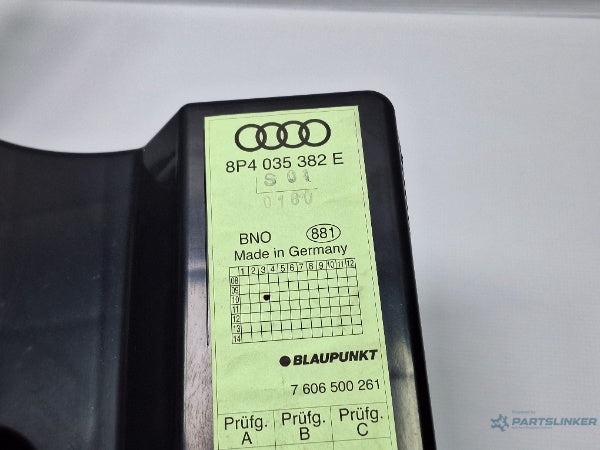 8P4 035 382 E
S 01
0160
BNO 881
Made in Germany
1 2 3 4 5 6 7 8 9 10 11 12
08
09
10
11
12
13
14
BLAUPUNKT
7 606 500 261
Prüfg. Prüfg. Prüfg.
A B C
PARTSLINKER